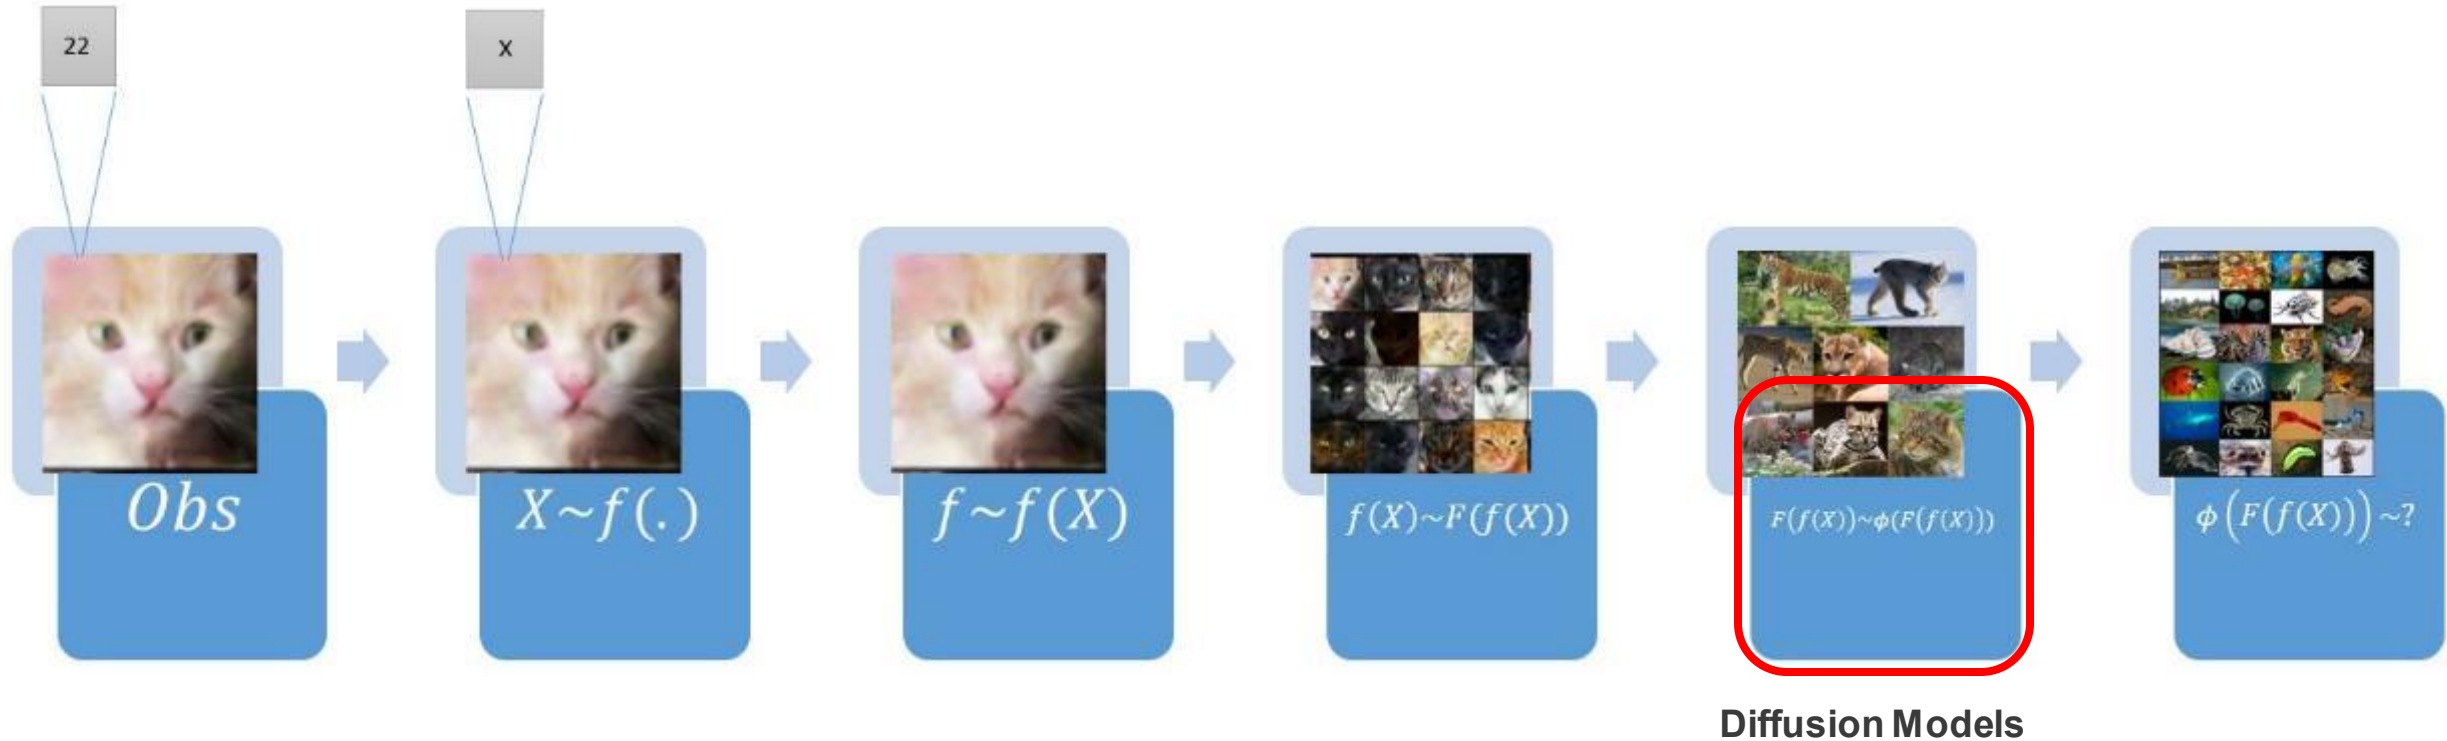 22
X
Obs
X~f(.)
f~f(X)
f(X)~F(f(X))
F(f(X))~ϕ(F(f(X)))
ϕ(F(f(X)))~?
Diffusion Models